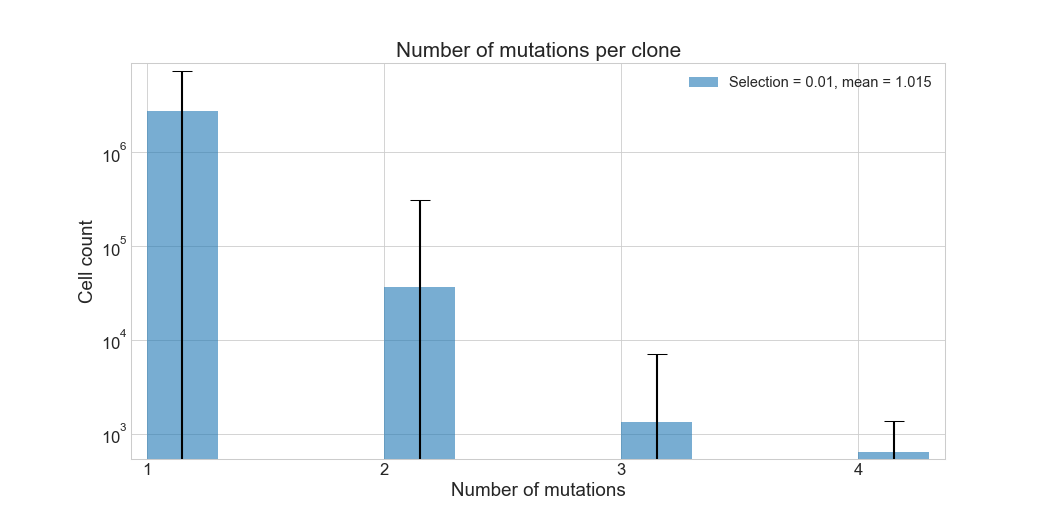 Number of mutations per clone
Selection = 0.01, mean = 1.015
Cell count
10^6
10^5
10^4
10^3
1 2 3 4
Number of mutations